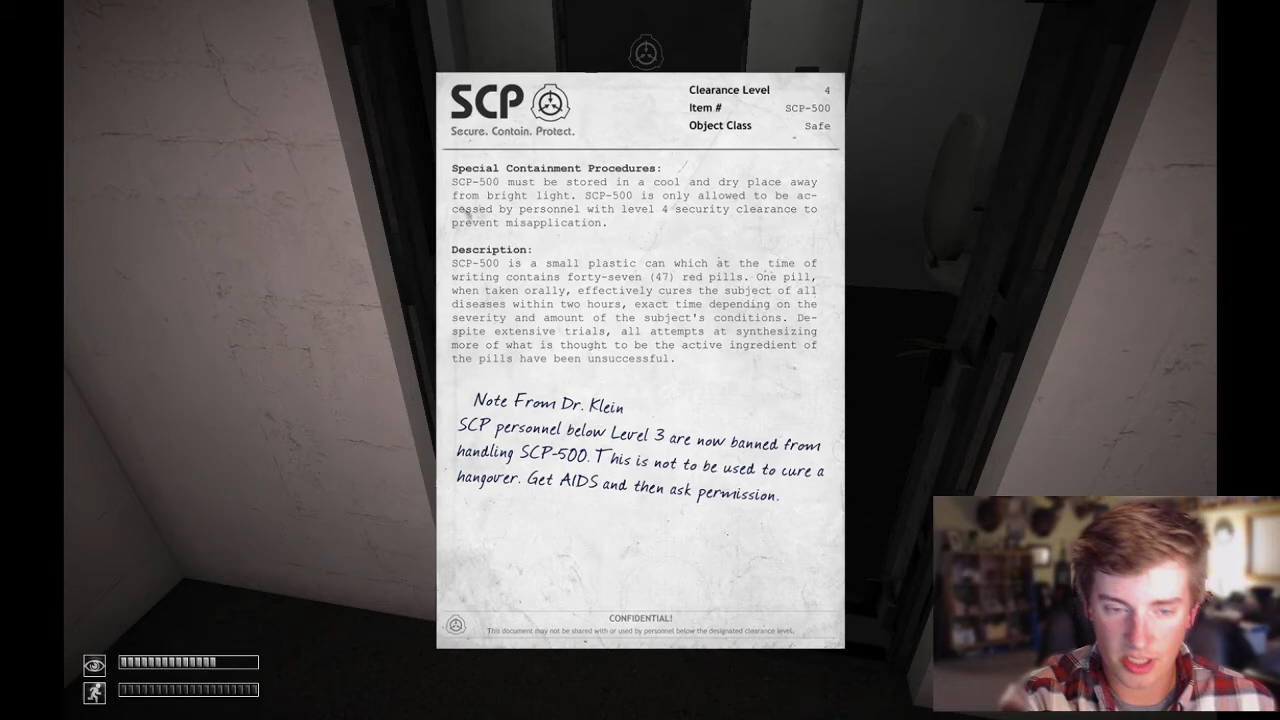 SCP
Secure. Contain. Protect.
Clearance Level 4
Item # SCP-500
Object Class Safe
Special Containment Procedures:
SCP-500 must be stored in a cool and dry place away
from bright light. SCP-500 is only allowed to be ac-
cessed by personnel with level 4 security clearance to
prevent misapplication.
Description:
SCP-500 is a small plastic can which at the time of
writing contains forty-seven (47) red pills. One pill,
when taken orally, effectively cures the subject of all
diseases within two hours, exact time depending on the
severity and amount of the subject's conditions. De-
spite extensive trials, all attempts at synthesizing
more of what is thought to be the active ingredient of
the pills have been unsuccessful.
Note From Dr. Klein
SCP personnel below Level 3 are now banned from
handling SCP-500. This is not to be used to cure a
hangover. Get AIDS and then ask permission.
CONFIDENTIAL!
This document may not be shared with or used by personnel below the designated clearance level.